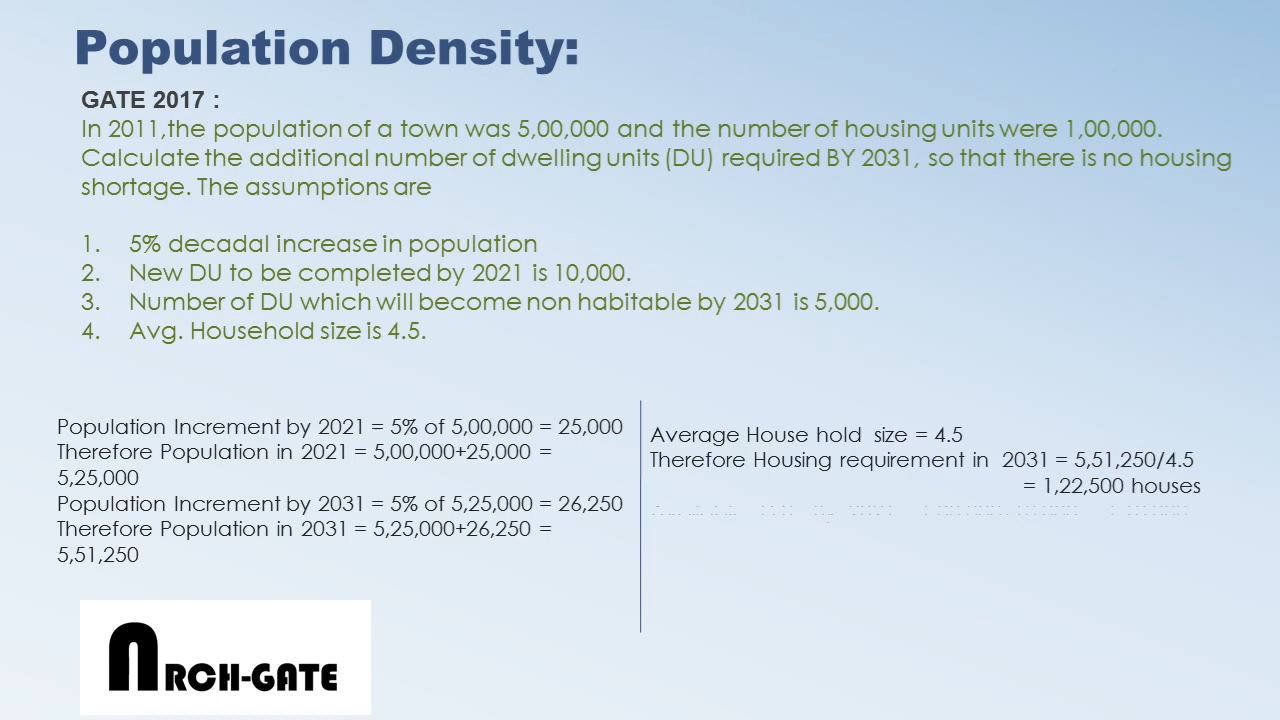 Population Density:
GATE 2017 :
In 2011,the population of a town was 5,00,000 and the number of housing units were 1,00,000.
Calculate the additional number of dwelling units (DU) required BY 2031, so that there is no housing
shortage. The assumptions are
1. 5% decadal increase in population
2. New DU to be completed by 2021 is 10,000.
3. Number of DU which will become non habitable by 2031 is 5,000.
4. Avg. Household size is 4.5.
Population Increment by 2021 = 5% of 5,00,000 = 25,000
Therefore Population in 2021 = 5,00,000+25,000 =
5,25,000
Population Increment by 2031 = 5% of 5,25,000 = 26,250
Therefore Population in 2031 = 5,25,000+26,250 =
5,51,250
Average House hold size = 4.5
Therefore Housing requirement in 2031 = 5,51,250/4.5
= 1,22,500 houses
ARCH-GATE